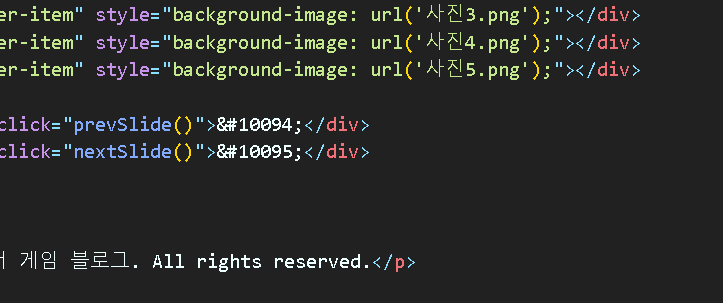 er-item" style="background-image: url('사진3.png');"></div>
er-item" style="background-image: url('사진4.png');"></div>
er-item" style="background-image: url('사진5.png');"></div>
click="prevSlide()">&#10094;</div>
click="nextSlide()">&#10095;</div>
게임 블로그. All rights reserved.</p>